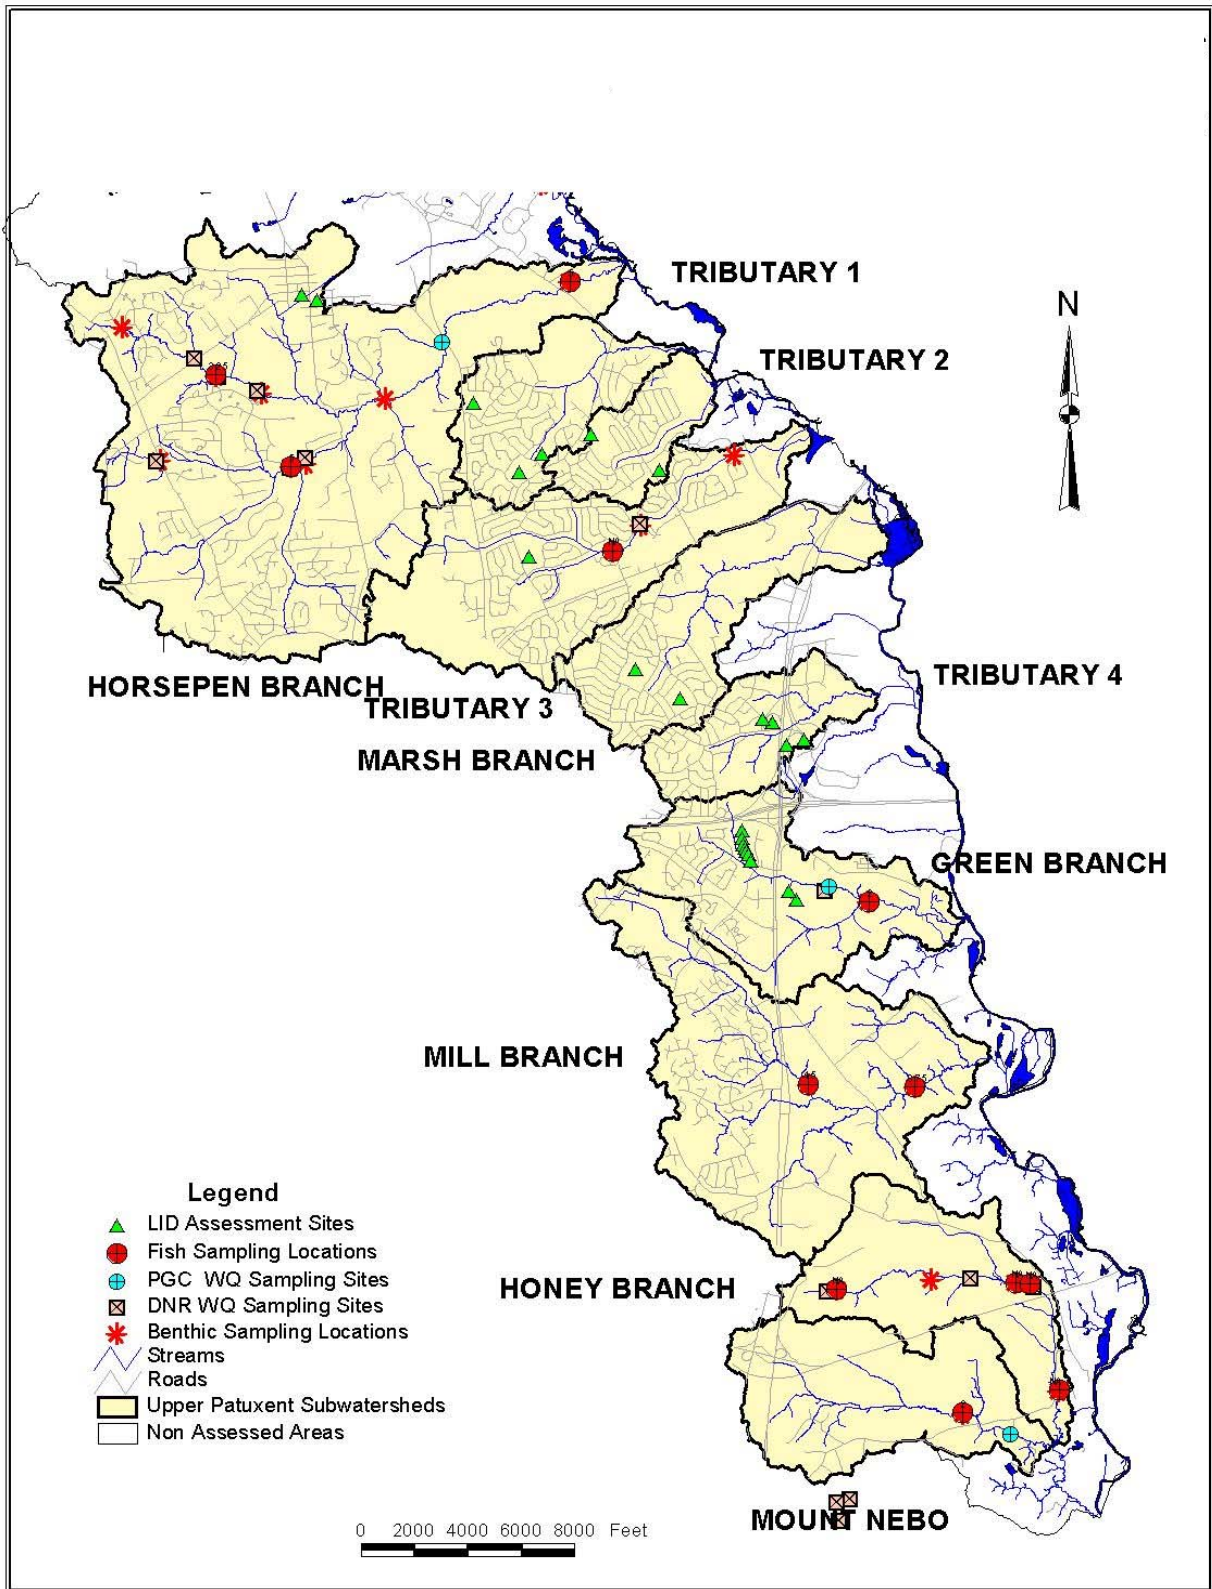 TRIBUTARY 1
N
TRIBUTARY 2
TRIBUTARY 4
HORSEPEN BRANCH
TRIBUTARY 3
MARSH BRANCH
GREEN BRANCH
MILL BRANCH
Legend
LID Assessment Sites
Fish Sampling Locations
PGC WQ Sampling Sites
DNR WQ Sampling Sites
Benthic Sampling Locations
Streams
Roads
Upper Patuxent Subwatersheds
Non Assessed Areas
HONEY BRANCH
MOUNT NEBO
0 2000 4000 6000 8000 Feet